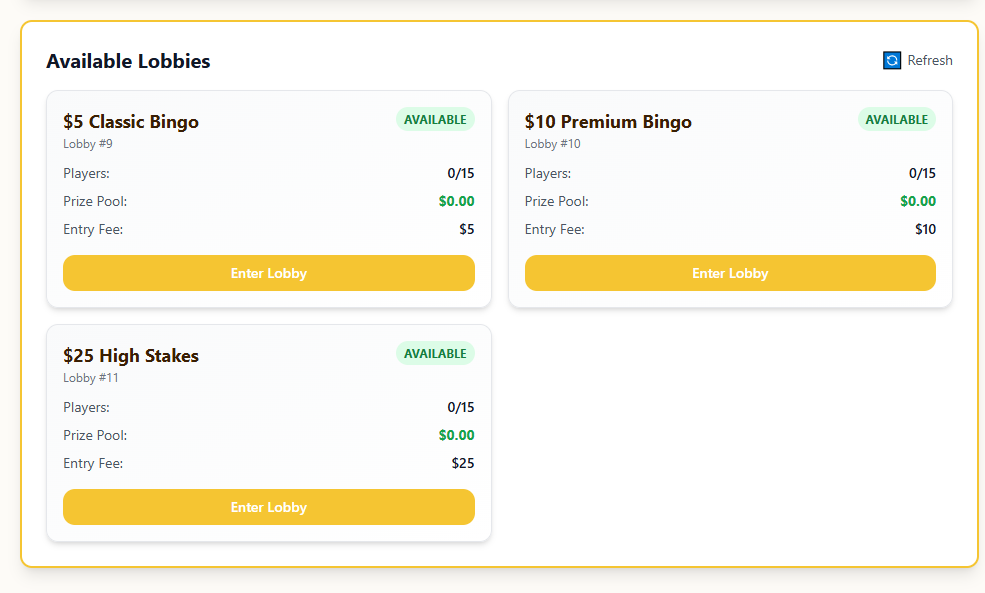 Available Lobbies
Refresh
$5 Classic Bingo
AVAILABLE
Lobby #9
Players: 0/15
Prize Pool: $0.00
Entry Fee: $5
Enter Lobby
$10 Premium Bingo
AVAILABLE
Lobby #10
Players: 0/15
Prize Pool: $0.00
Entry Fee: $10
Enter Lobby
$25 High Stakes
AVAILABLE
Lobby #11
Players: 0/15
Prize Pool: $0.00
Entry Fee: $25
Enter Lobby